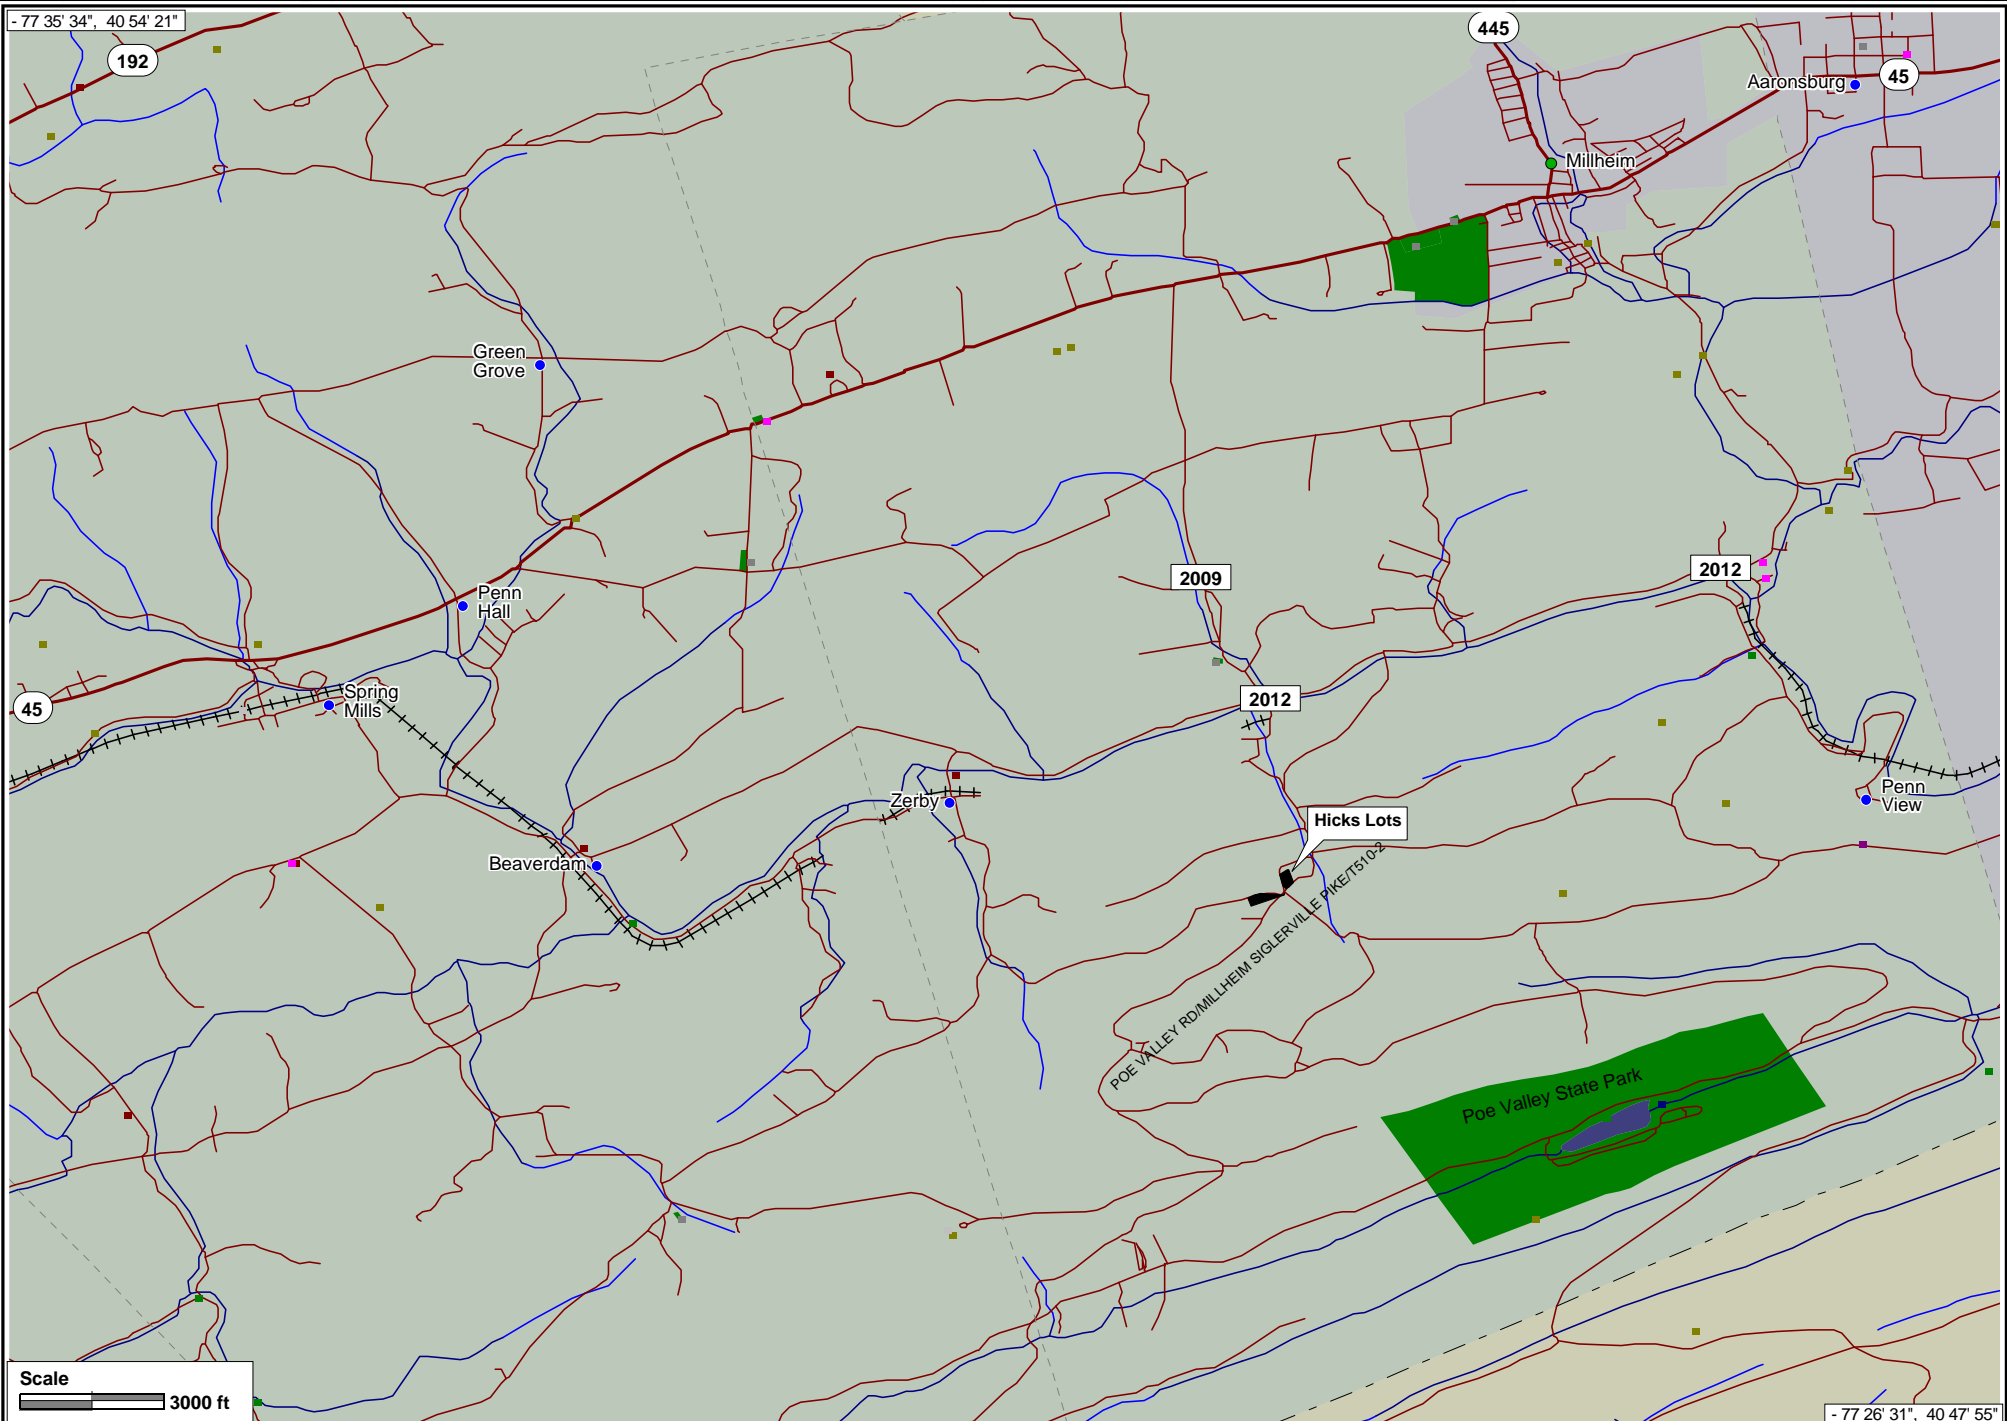 - 77 35' 34",  40 54' 21"
192
445
Aaronsburg
45
Millheim
Green
Grove
2009
2012
Penn
Hall
Spring
Mills
45
2012
Zerby
Penn
View
Hicks Lots
Beaverdam
POE VALLEY RD/MILLHEIM SIGLERVILLE PIKE/T510-2
Poe Valley State Park
Scale
3000 ft
- 77 26' 31",  40 47' 55"